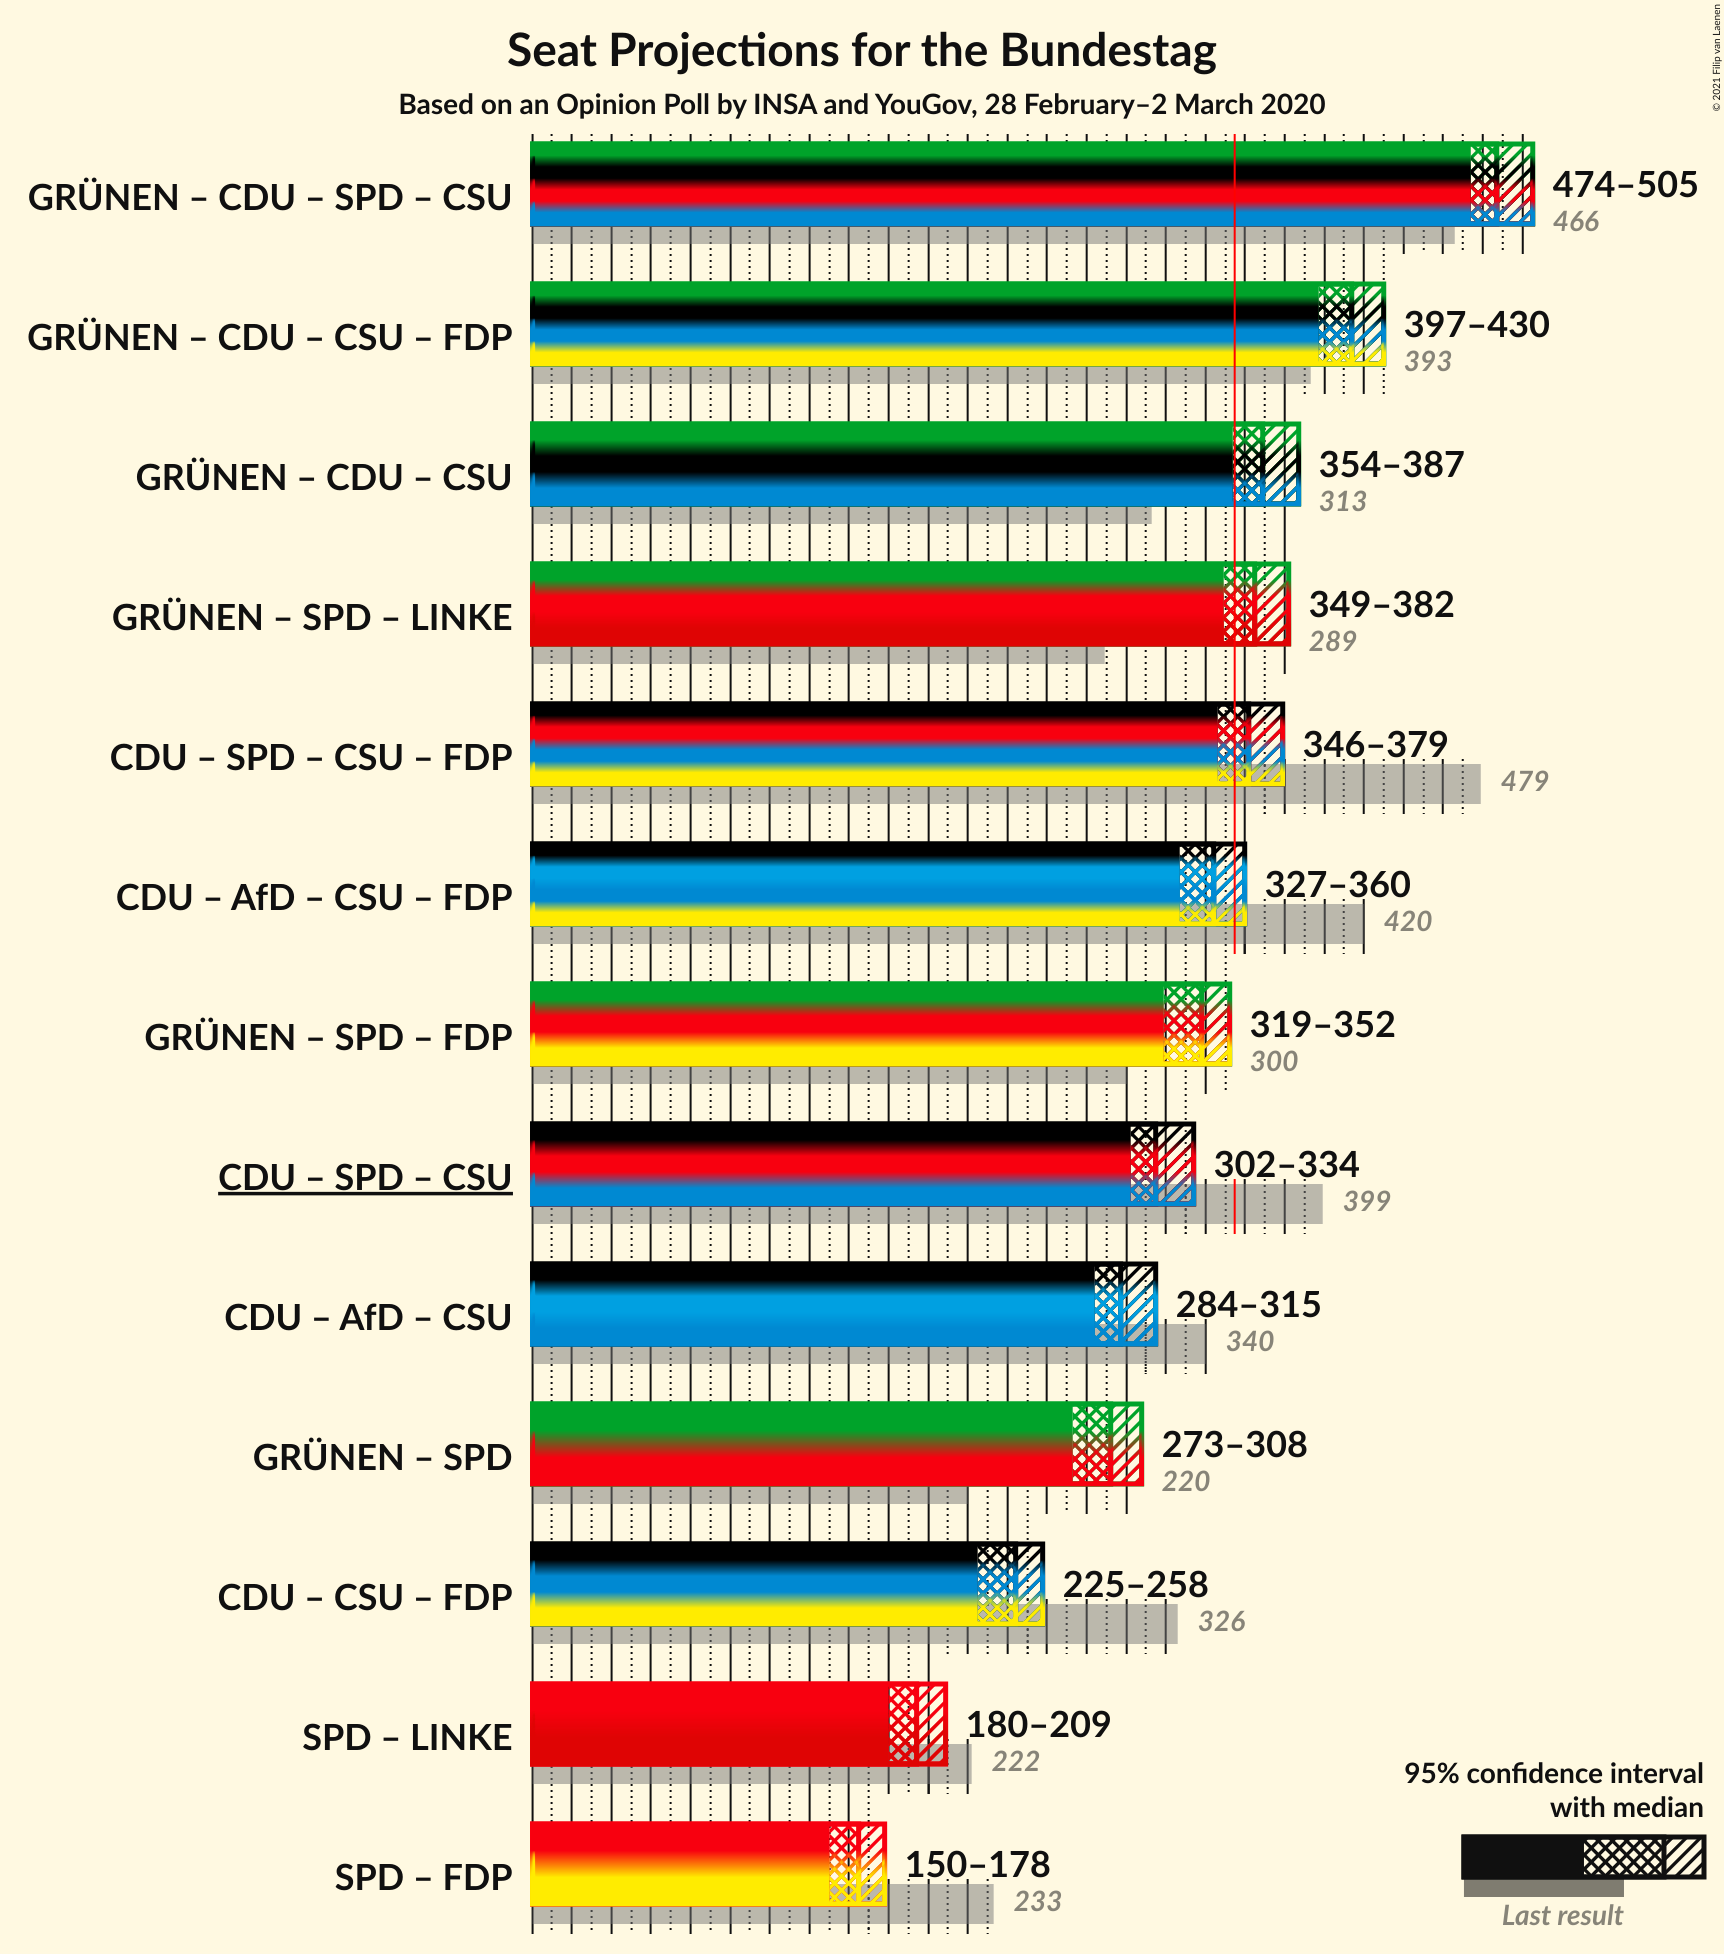 Seat Projections for the Bundestag
Based on an Opinion Poll by INSA and YouGov, 28 February–2 March 2020
© 2021 Filip van Laenen
GRÜNEN – CDU – SPD – CSU
474–505
466
GRÜNEN – CDU – CSU – FDP
397–430
393
GRÜNEN – CDU – CSU
354–387
313
GRÜNEN – SPD – LINKE
349–382
289
CDU – SPD – CSU – FDP
346–379
479
CDU – AfD – CSU – FDP
327–360
420
GRÜNEN – SPD – FDP
319–352
300
CDU – SPD – CSU
302–334
399
CDU – AfD – CSU
284–315
340
GRÜNEN – SPD
273–308
220
CDU – CSU – FDP
225–258
326
SPD – LINKE
180–209
222
SPD – FDP
150–178
233
95% confidence interval
with median
Last result